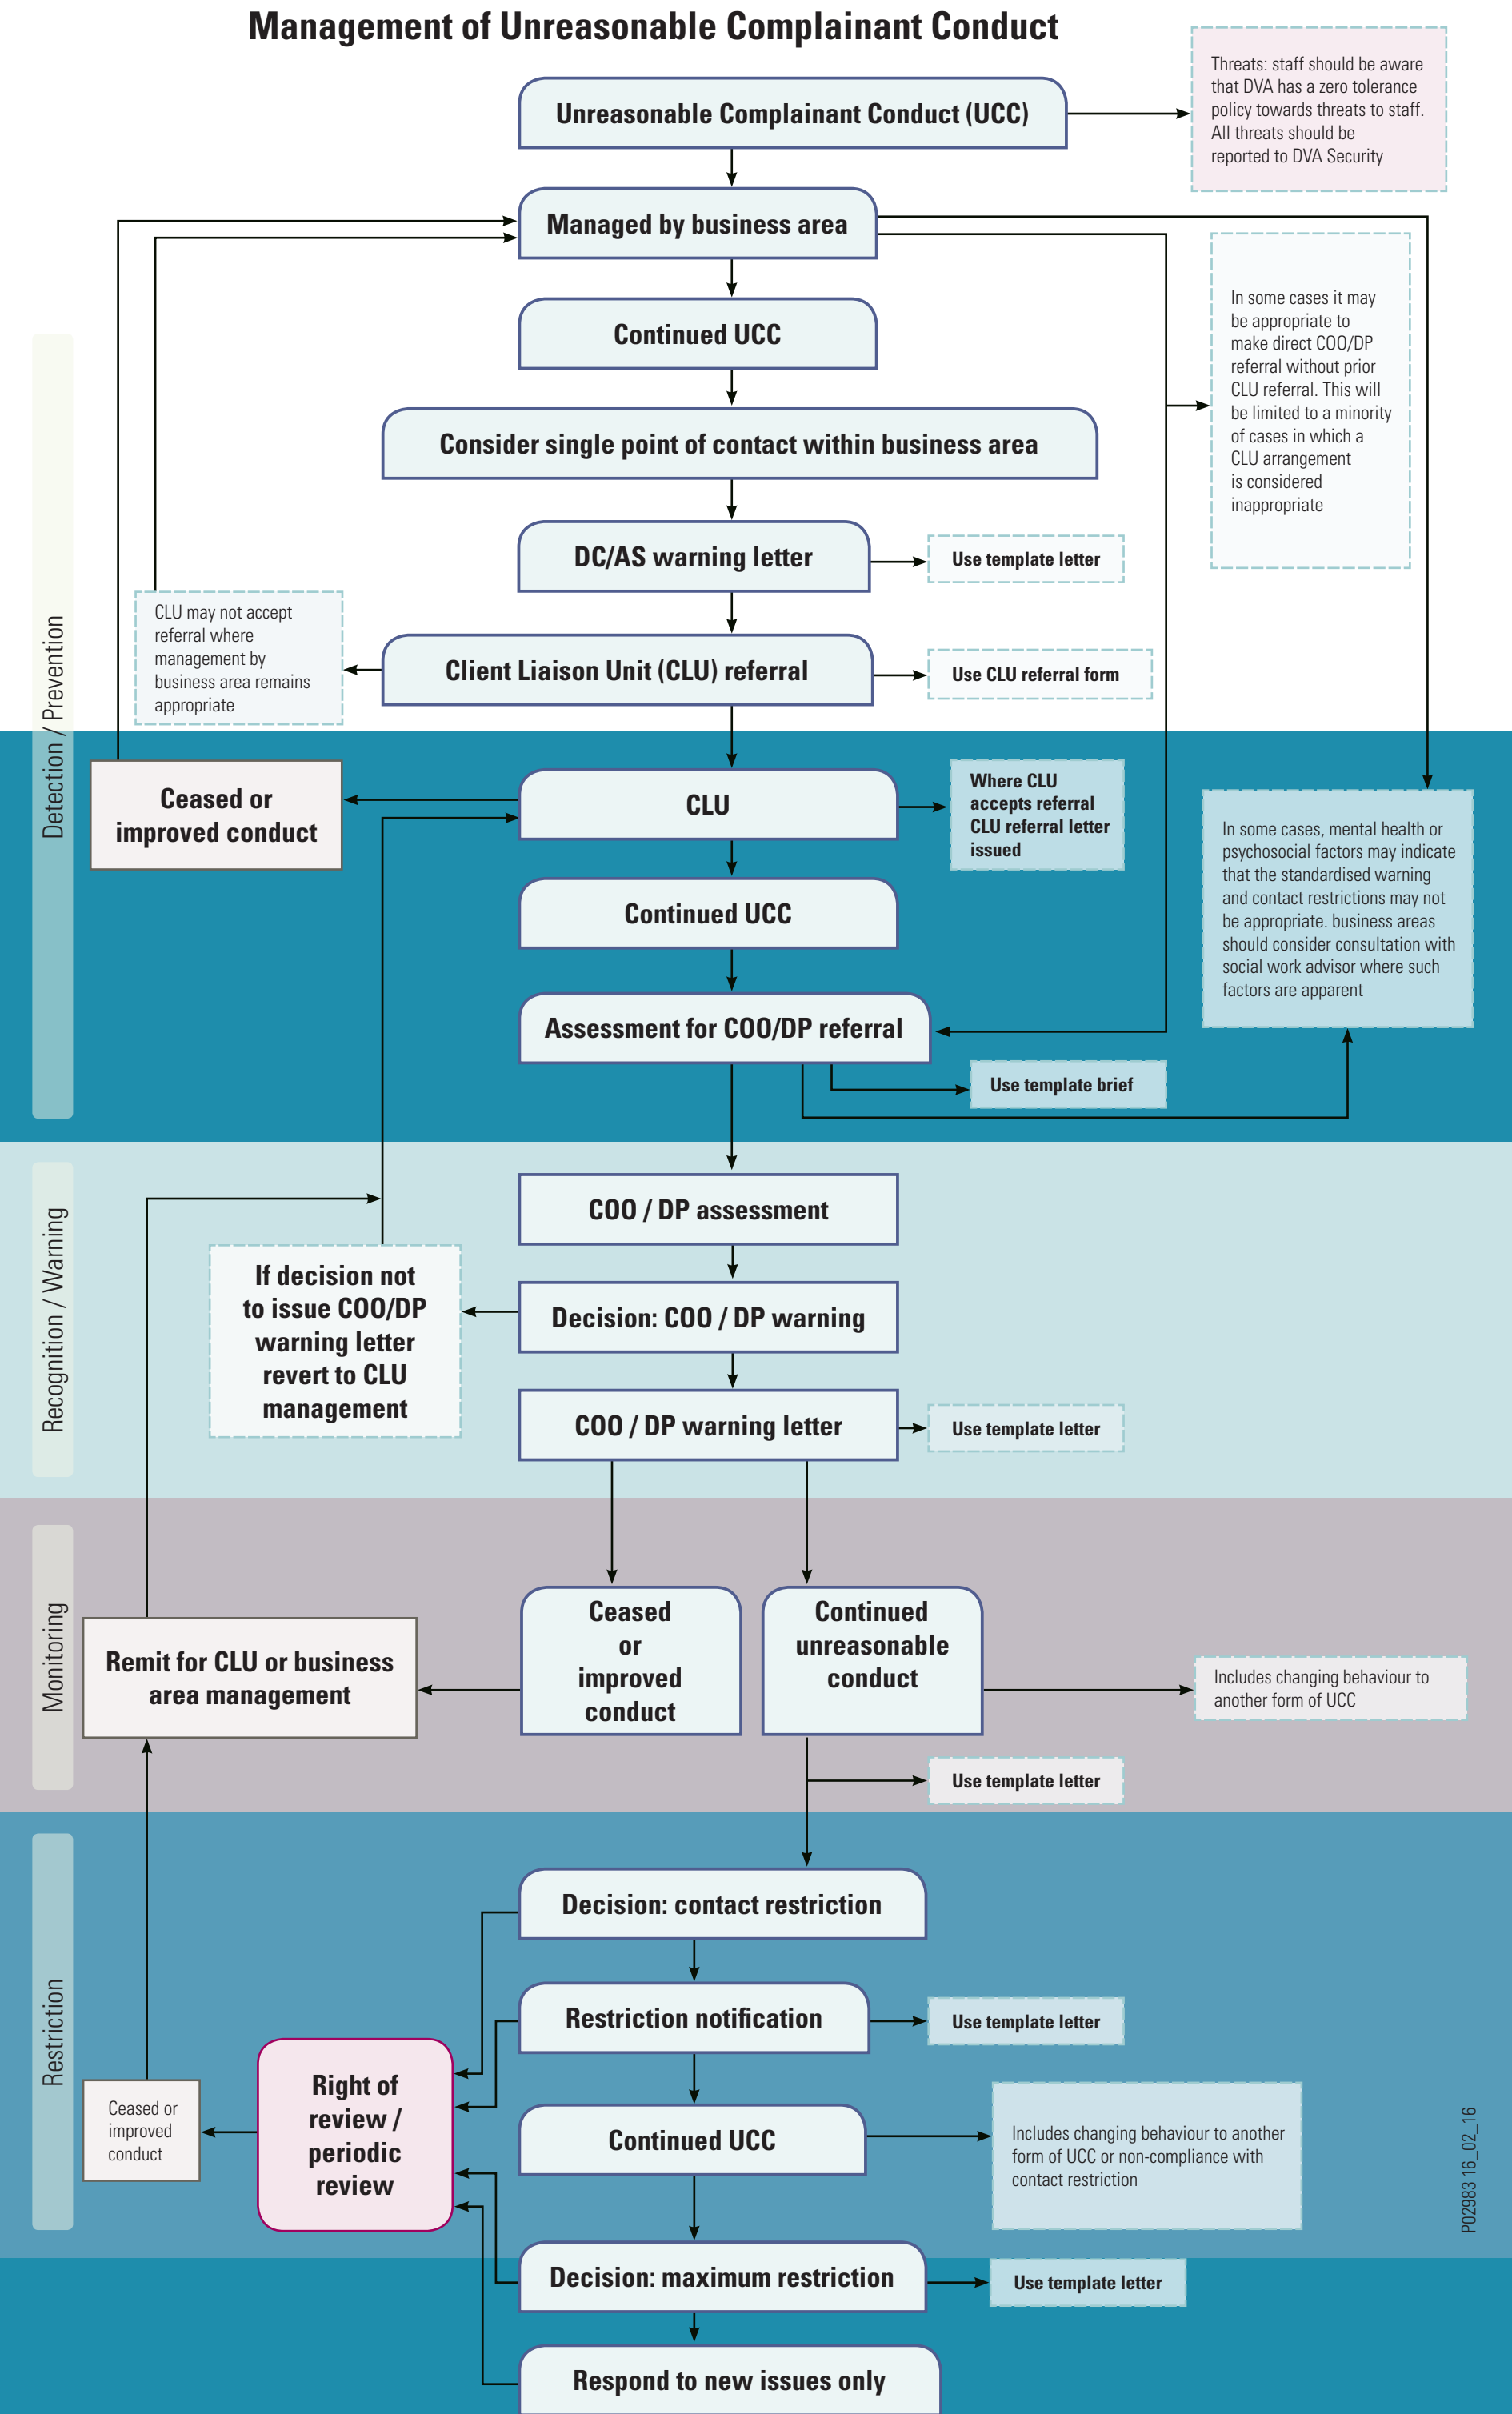 Management of Unreasonable Complainant Conduct
Threats: staff should be aware
that DVA has a zero tolerance
policy towards threats to staff.
All threats should be
reported to DVA Security
Unreasonable Complainant Conduct (UCC)
Managed by business area
Continued UCC
In some cases it may
be appropriate to
make direct COO/DP
referral without prior
CLU referral. This will
be limited to a minority
of cases in which a
CLU arrangement
is considered
inappropriate
Consider single point of contact within business area
DC/AS warning letter
Use template letter
CLU may not accept
referral where
management by
business area remains
appropriate
Client Liaison Unit (CLU) referral
Use CLU referral form
Detection / Prevention
Ceased or
improved conduct
CLU
Where CLU
accepts referral
CLU referral letter
issued
In some cases, mental health or
psychosocial factors may indicate
that the standardised warning
and contact restrictions may not
be appropriate. business areas
should consider consultation with
social work advisor where such
factors are apparent
Continued UCC
Assessment for COO/DP referral
Use template brief
Recognition / Warning
COO / DP assessment
If decision not
to issue COO/DP
warning letter
revert to CLU
management
Decision: COO / DP warning
COO / DP warning letter
Use template letter
Monitoring
Remit for CLU or business
area management
Ceased
or
improved
conduct
Continued
unreasonable
conduct
Includes changing behaviour to
another form of UCC
Use template letter
Restriction
Decision: contact restriction
Restriction notification
Use template letter
Right of
review /
periodic
review
Ceased or
improved
conduct
Continued UCC
Includes changing behaviour to another
form of UCC or non-compliance with
contact restriction
P02983 16_02_16
Decision: maximum restriction
Use template letter
Respond to new issues only